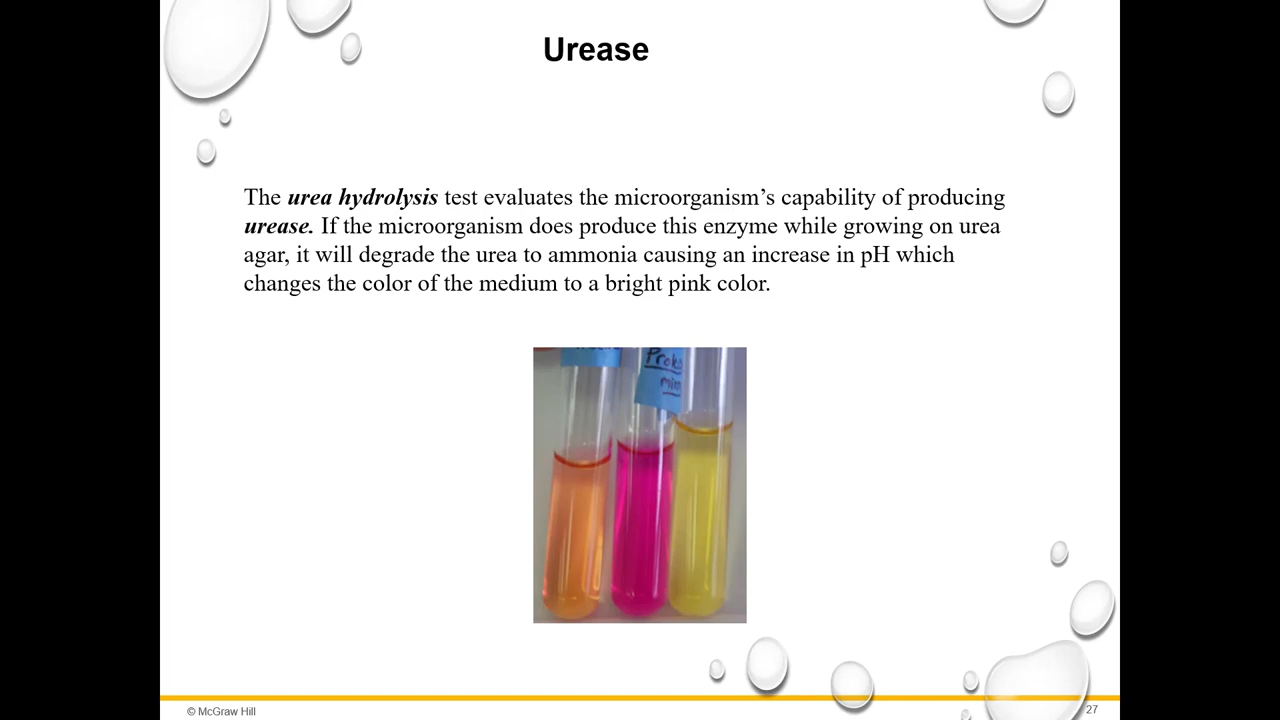 Urease
The urea hydrolysis test evaluates the microorganism’s capability of producing
urease. If the microorganism does produce this enzyme while growing on urea
agar, it will degrade the urea to ammonia causing an increase in pH which
changes the color of the medium to a bright pink color.
© McGraw Hill
27